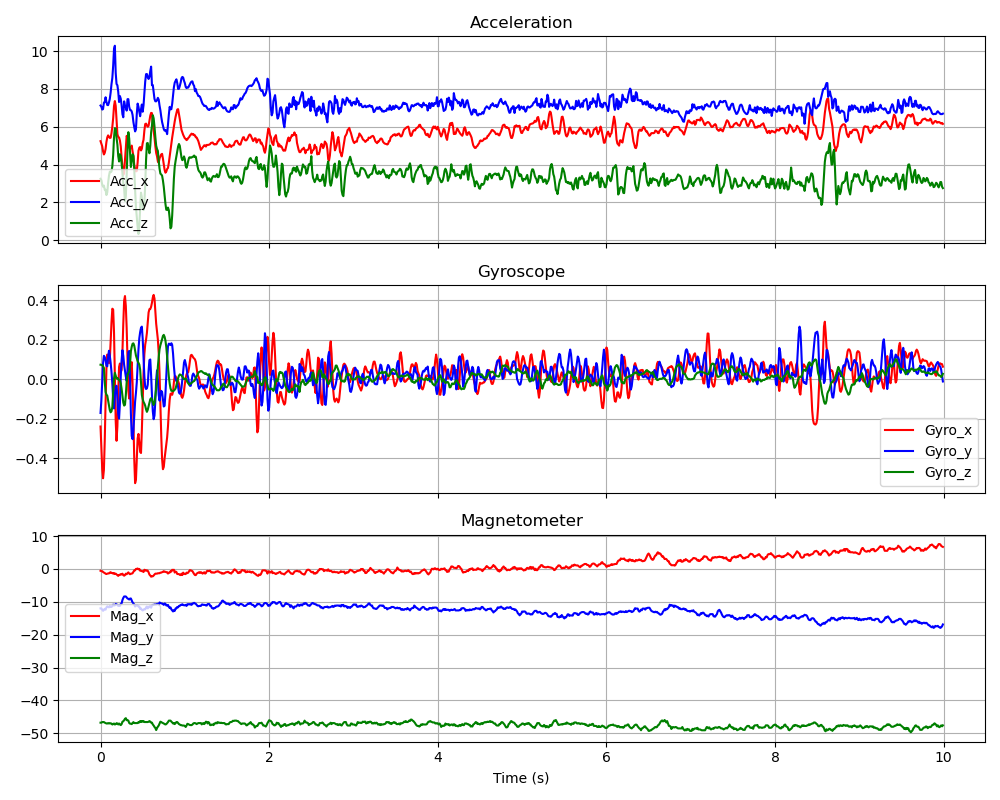 Acceleration
10
8
6
4
2
0
Acc_x
Acc_y
Acc_z
Gyroscope
0.4
0.2
0.0
−0.2
−0.4
Gyro_x
Gyro_y
Gyro_z
Magnetometer
10
0
−10
−20
−30
−40
−50
Mag_x
Mag_y
Mag_z
0 2 4 6 8 10
Time (s)